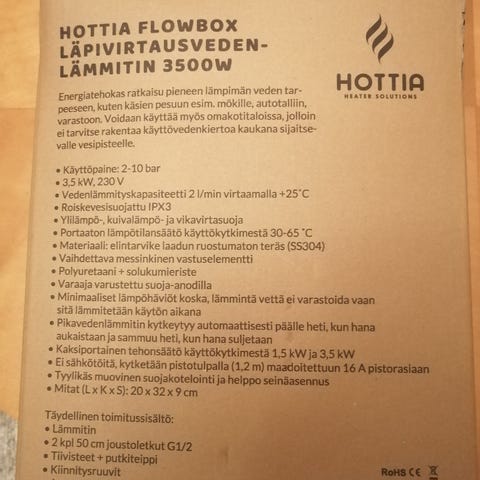 HOTTIA FLOWBOX
LÄPIVIRTAUSVEDEN-
LÄMMITIN 3500W
HOTTIA
HEATER SOLUTIONS
Energiatehokas ratkaisu pieneen lämpimän veden tar-
peeseen, kuten käsien pesuun esim. mökille, autotalliin,
varastoon. Voidaan käyttää myös omakotitaloissa, jolloin
ei tarvitse rakentaa käyttövedenkiertoa kaukana sijaitse-
valle vesipisteelle.
• Käyttöpaine: 2-10 bar
• 3,5 kW, 230 V
• Vedenlämmityskapasiteetti 2 l/min virtaamalla +25˚C
• Roiskevesisuojattu IPX3
• Ylilämpö-, kuivalämpö- ja vikavirtasuoja
• Portaaton lämpötilansäätö käyttökytkimestä 30-65 ˚C
• Materiaali: elintarvike laadun ruostumaton teräs (SS304)
• Vaihdettava messinkinen vastuselementti
• Polyuretaani + solukumieriste
• Varaaja varustettu suoja-anodilla
• Minimaaliset lämpöhäviöt koska, lämmintä vettä ei varastoida vaan
sitä lämmitetään käytön aikana
• Pikavedenlämmitin kytkeytyy automaattisesti päälle heti, kun hana
aukaistaan ja sammuu heti, kun hana suljetaan
• Kaksiportainen tehonsäätö käyttökytkimestä 1,5 kW ja 3,5 kW
• Ei sähkötöitä, kytketään pistotulpalla (1,2 m) maadoitettuun 16 A pistorasiaan
• Tyylikäs muovinen suojakotelointi ja helppo seinäasennus
• Mitat (L x K x S): 20 x 32 x 9 cm
Täydellinen toimitussisältö:
• Lämmitin
• 2 kpl 50 cm joustoletkut G1/2
• Tiivisteet + putkiteippi
• Kiinnitysruuvit
RoHS CE